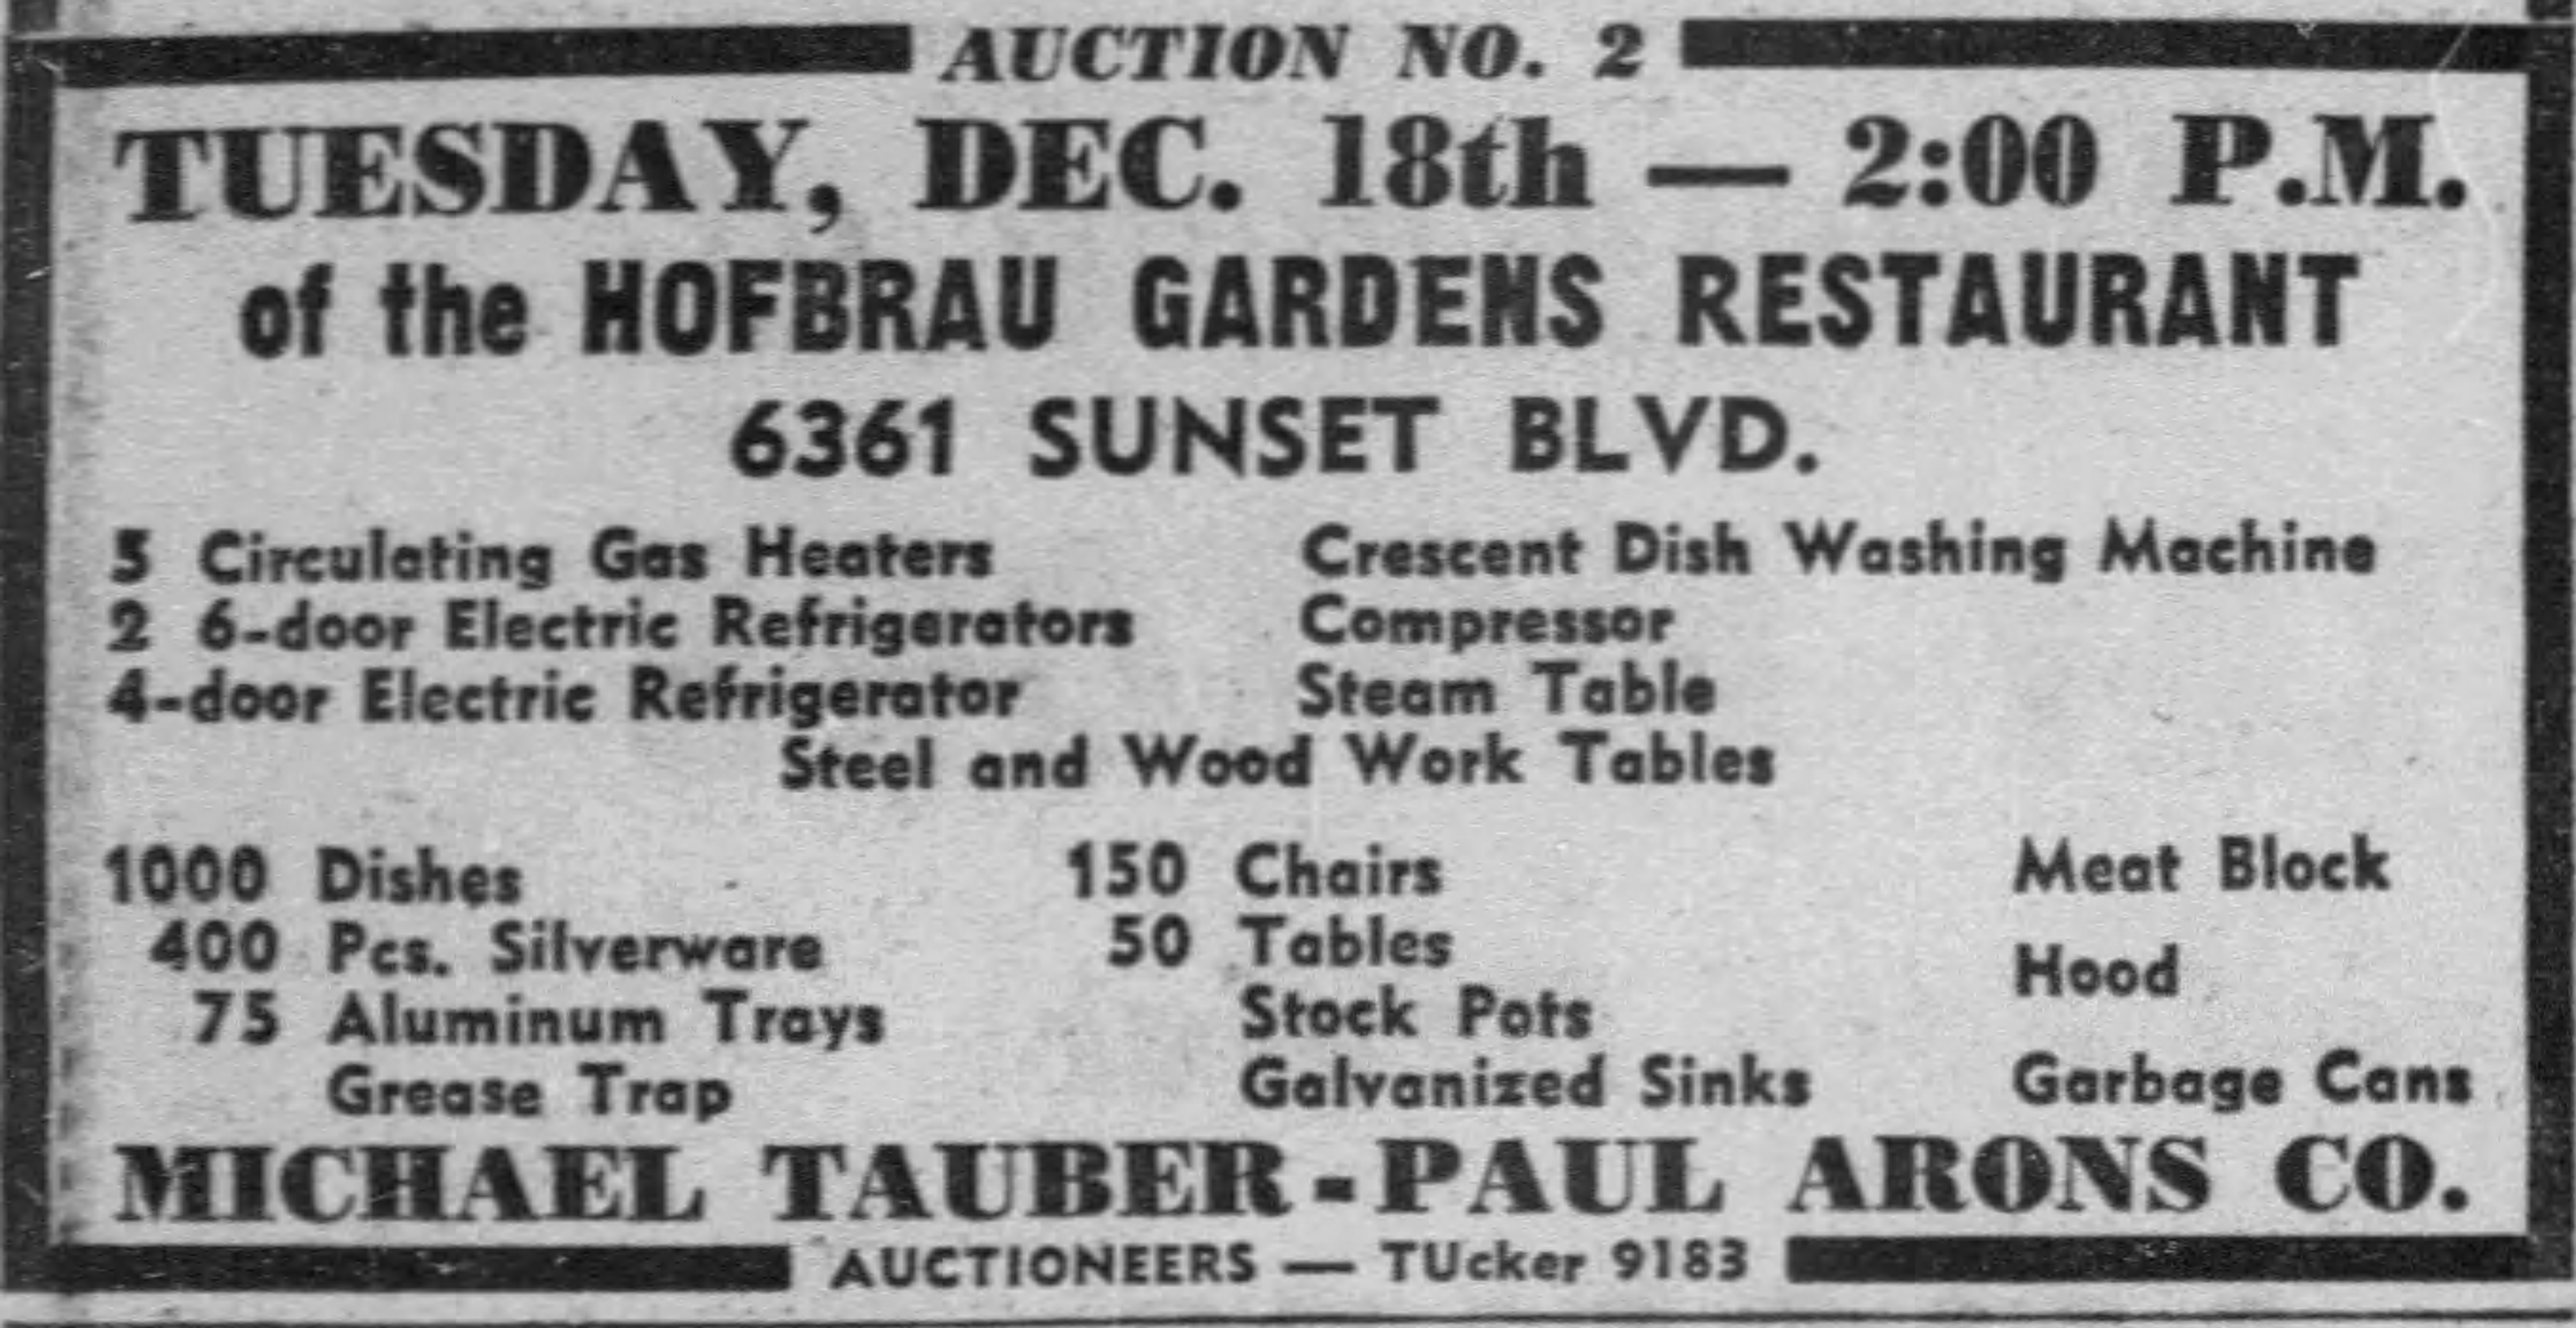 AUCTION NO. 2
TUESDAY, DEC. 18th — 2:00 P.M.
of the HOFBRAU GARDENS RESTAURANT
6361 SUNSET BLVD.
5 Circulating Gas Heaters
2 6-door Electric Refrigerators
4-door Electric Refrigerator
Crescent Dish Washing Machine
Compressor
Steam Table
Steel and Wood Work Tables
1000 Dishes
400 Pcs. Silverware
75 Aluminum Trays
Grease Trap
150 Chairs
50 Tables
Stock Pots
Galvanized Sinks
Meat Block
Hood
Garbage Cans
MICHAEL TAUBER-PAUL ARONS CO.
AUCTIONEERS — TUcker 9183